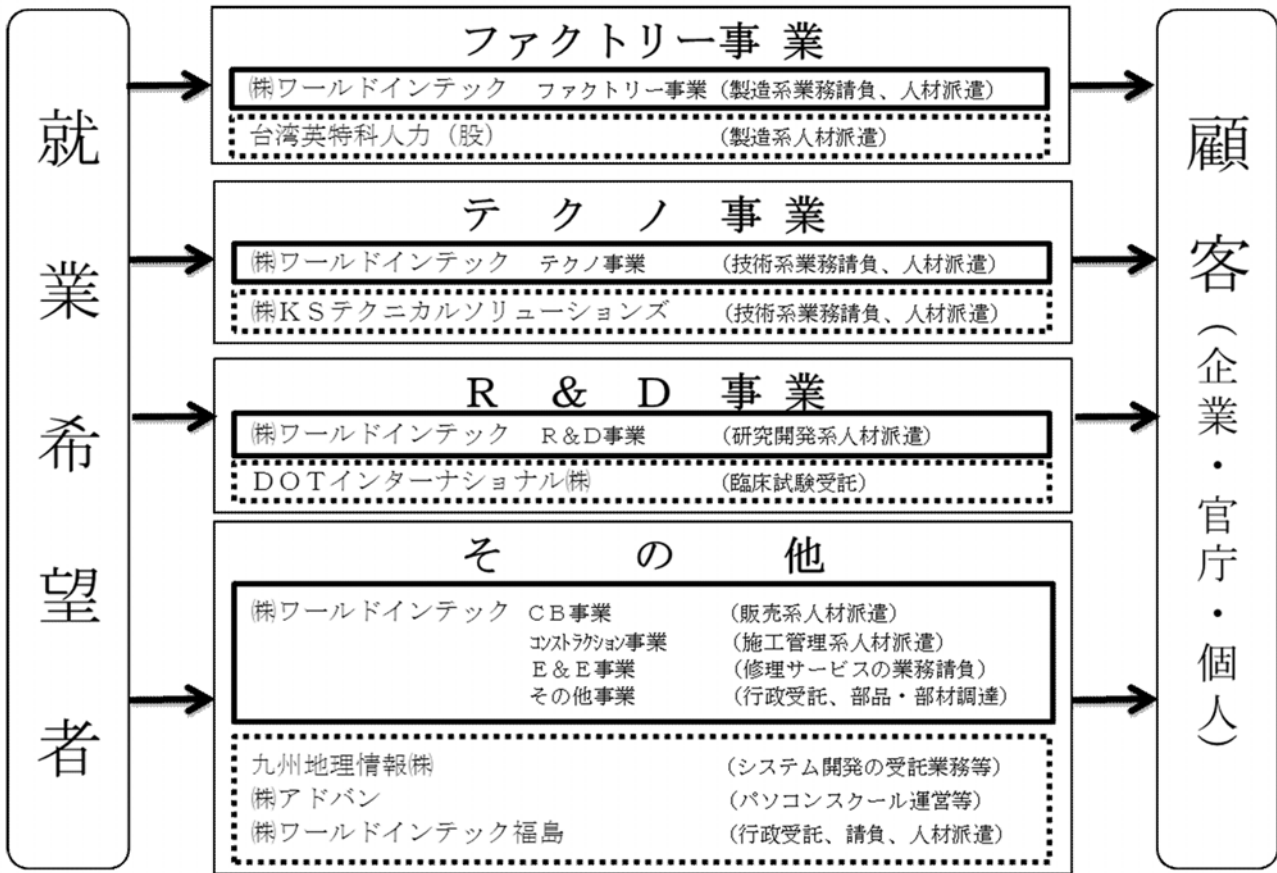 就業希望者
ファクトリー事業
㈱ワールドインテック ファクトリー事業 (製造系業務請負、人材派遣)
台湾英特科人力（股） (製造系人材派遣)
テクノ事業
㈱ワールドインテック テクノ事業 (技術系業務請負、人材派遣)
㈱ＫＳテクニカルソリューションズ (技術系業務請負、人材派遣)
Ｒ＆Ｄ事業
㈱ワールドインテック Ｒ＆Ｄ事業 (研究開発系人材派遣)
ＤＯＴインターナショナル㈱ (臨床試験受託)
その他
㈱ワールドインテック ＣＢ事業 (販売系人材派遣)
コンストラクション事業 (施工管理系人材派遣)
Ｅ＆Ｅ事業 (修理サービスの業務請負)
その他事業 (行政受託、部品・部材調達)
九州地理情報㈱ (システム開発の受託業務等)
㈱アドバン (パソコンスクール運営等)
㈱ワールドインテック福島 (行政受託、請負、人材派遣)
顧客（企業・官庁・個人）